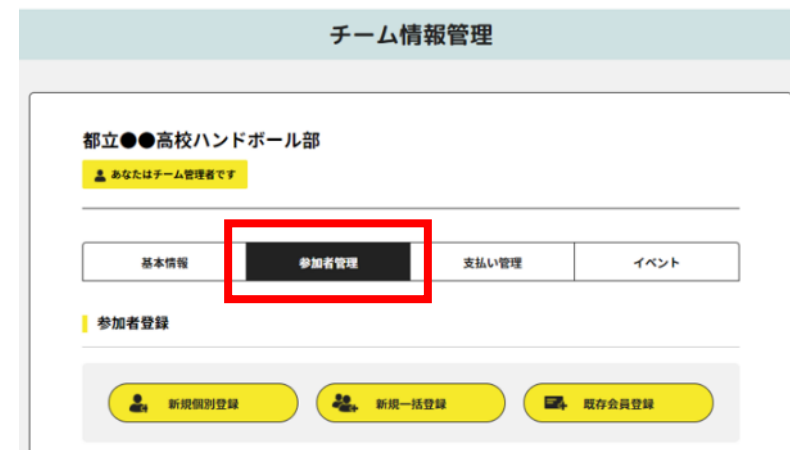 チーム情報管理
都立●●高校ハンドボール部
あなたはチーム管理者です
基本情報 参加者管理 支払い管理 イベント
参加者登録
新規個別登録 新規一括登録 既存会員登録